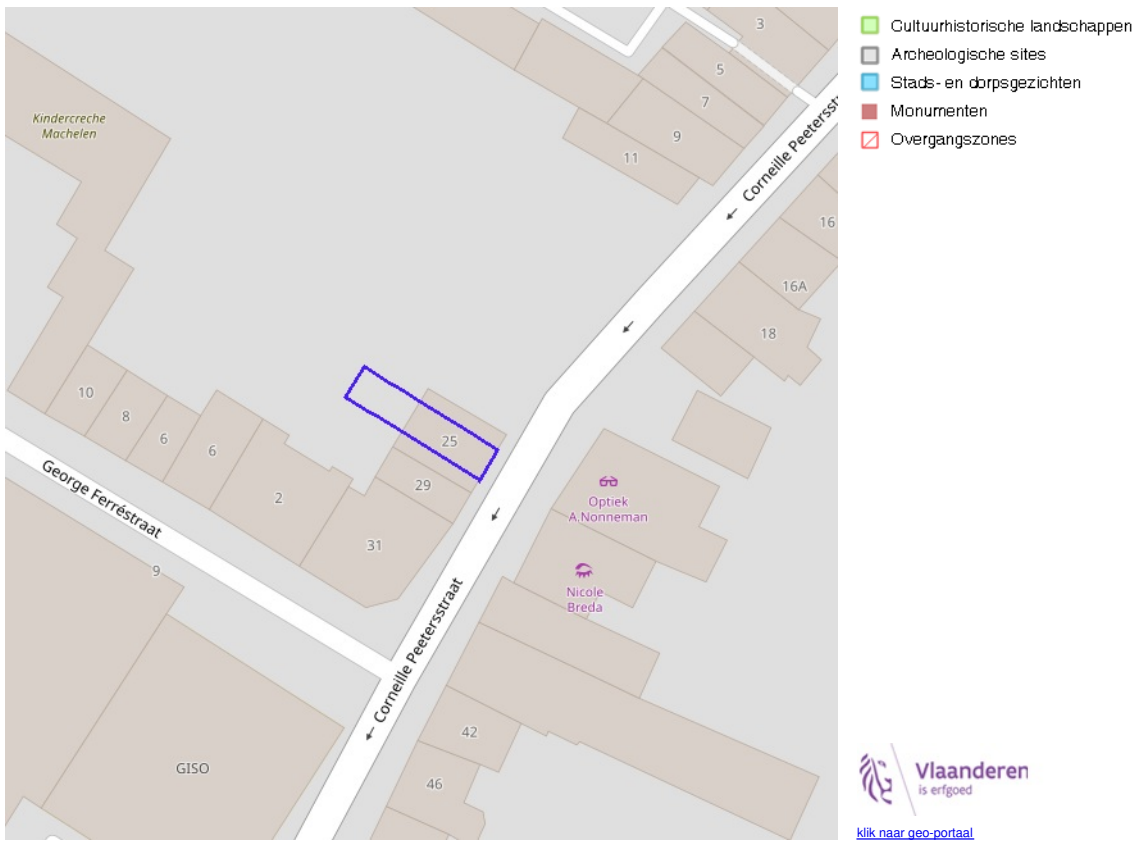 3
5
7
9
11
Kindercreche
Machelen
Corneille Peetersstr
16
16A
18
10
8
6
6
2
25
29
31
George Ferréstraat
9
Optiek
A.Nonneman
Nicole
Breda
Corneille Peetersstraat
42
46
GISO
Cultuurhistorische landschappen
Archeologische sites
Stads- en dorpsgezichten
Monumenten
Overgangszones
Vlaanderen
is erfgoed
klik naar geo-portaal